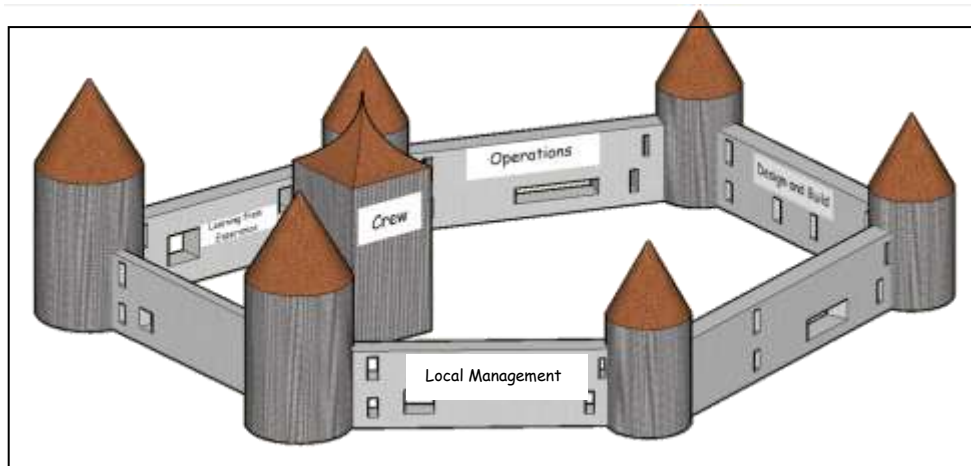 Operations
Design and Build
Learning from
Experience
Crew
Local Management